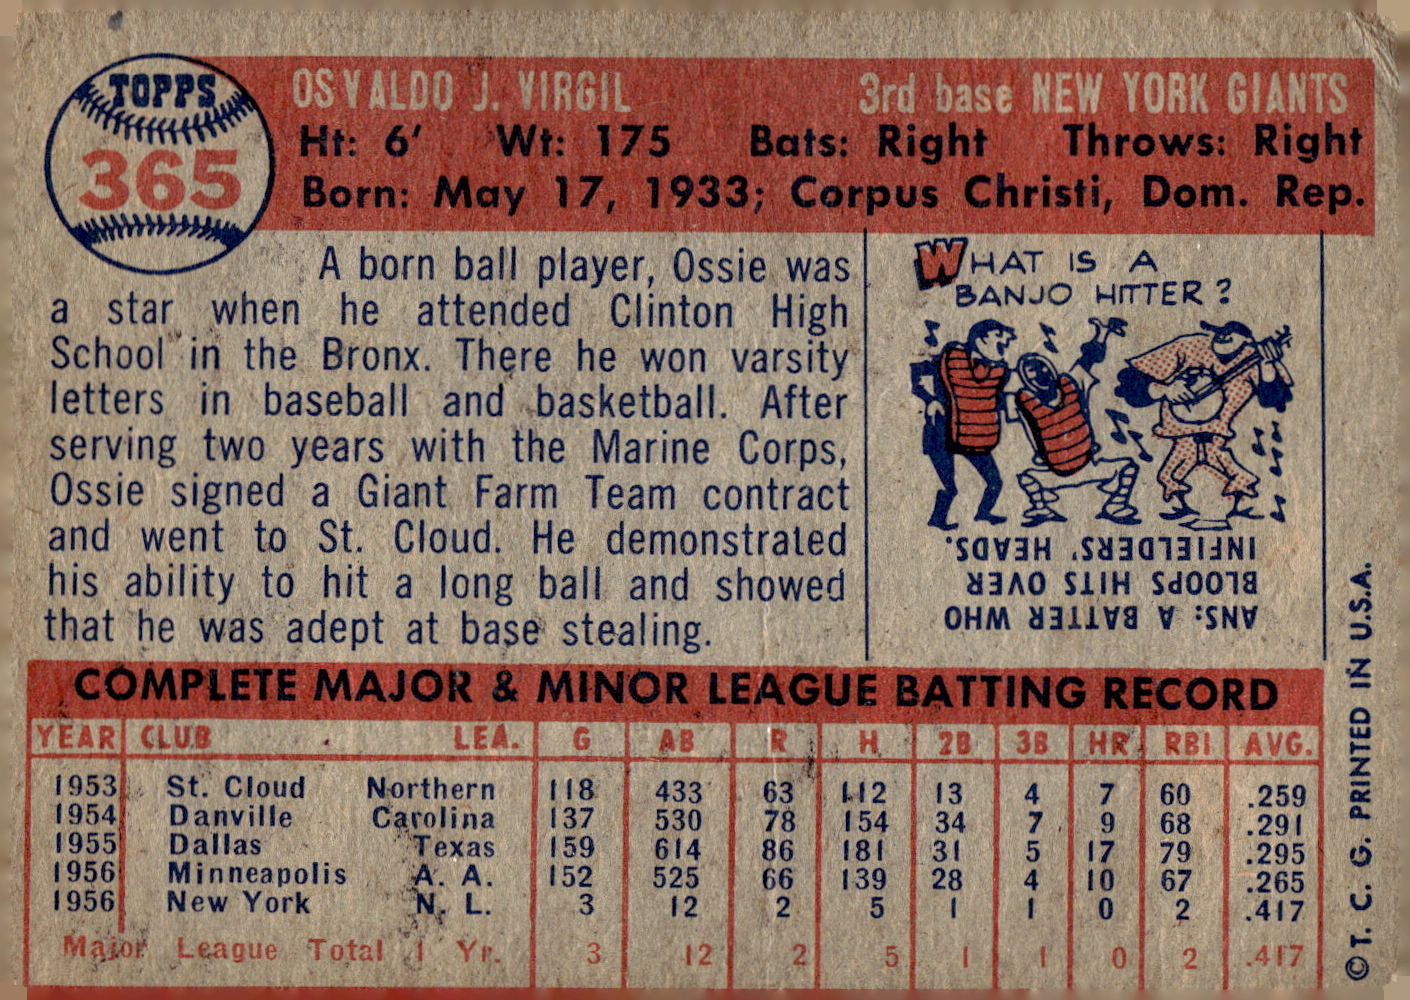 TOPPS
365
OSVALDO J. VIRGIL 3rd base NEW YORK GIANTS
Ht: 6' Wt: 175 Bats: Right Throws: Right
Born: May 17, 1933; Corpus Christi, Dom. Rep.
A born ball player, Ossie was
a star when he attended Clinton High
School in the Bronx. There he won varsity
letters in baseball and basketball. After
serving two years with the Marine Corps,
Ossie signed a Giant Farm Team contract
and went to St. Cloud. He demonstrated
his ability to hit a long ball and showed
that he was adept at base stealing.
WHAT IS A
BANJO HITTER?
ANS: A BATTER WHO
BLOOPS HITS OVER
INFIELDERS' HEADS.
COMPLETE MAJOR & MINOR LEAGUE BATTING RECORD
YEAR CLUB LEA. G AB R H 2B 3B HR RBI AVG.
1953 St. Cloud Northern 118 433 63 112 13 4 7 60 .259
1954 Danville Carolina 137 530 78 154 34 7 9 68 .291
1955 Dallas Texas 159 614 86 181 31 5 17 79 .295
1956 Minneapolis A. A. 152 525 66 139 28 4 10 67 .265
1956 New York N. L. 3 12 2 5 1 1 0 2 .417
Major League Total 1 Yr. 3 12 2 5 1 1 0 2 .417
© T. C. G. PRINTED IN U.S.A.